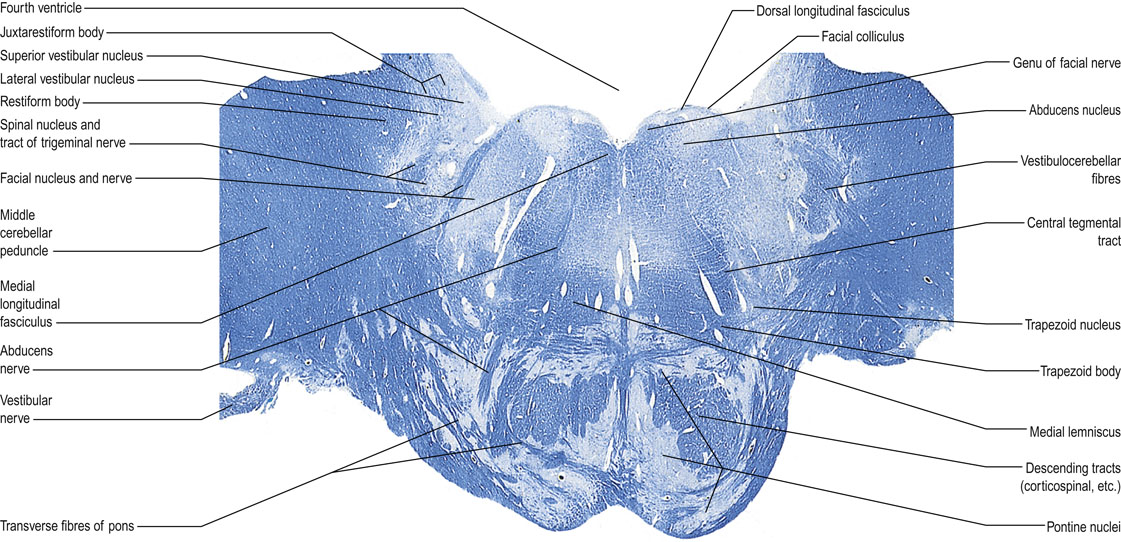 Fourth ventricle
Juxtarestiform body
Superior vestibular nucleus
Lateral vestibular nucleus
Restiform body
Spinal nucleus and
tract of trigeminal nerve
Facial nucleus and nerve
Middle
cerebellar
peduncle
Medial
longitudinal
fasciculus
Abducens
nerve
Vestibular
nerve
Transverse fibres of pons
Dorsal longitudinal fasciculus
Facial colliculus
Genu of facial nerve
Abducens nucleus
Vestibulocerebellar
fibres
Central tegmental
tract
Trapezoid nucleus
Trapezoid body
Medial lemniscus
Descending tracts
(corticospinal, etc.)
Pontine nuclei